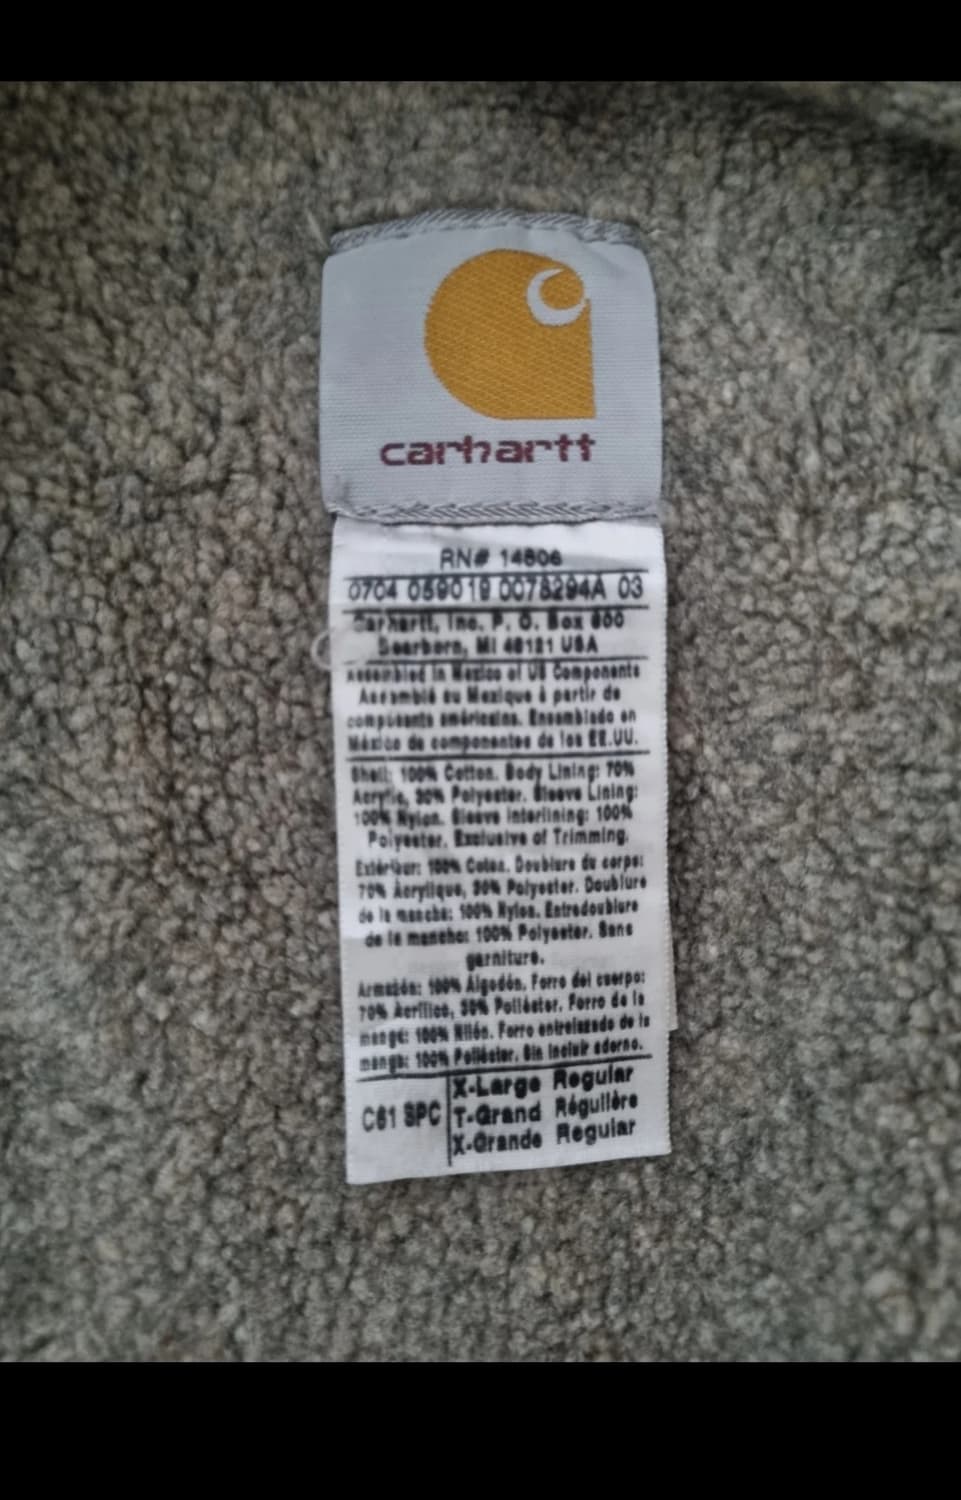 carhartt
RN# 14806
0704 059019 0078294A 03
Carhartt, Inc. P. O. Box 600
Dearborn, MI 48121 USA
Assembled in Mexico of US Components
Assemblé au Mexique à partir de
composants américains. Ensamblado en
México de componentes de los EE.UU.
Shell: 100% Cotton. Body Lining: 70%
Acrylic, 30% Polyester. Sleeve Lining:
100% Nylon. Sleeve Interlining: 100%
Polyester. Exclusive of Trimming.
Extérieur: 100% Coton. Doublure du corps:
70% Acrylique, 30% Polyester. Doublure
de la manche: 100% Nylon. Entredoublure
de la manche: 100% Polyester. Sans
garniture.
Armazón: 100% Algodón. Forro del cuerpo:
70% Acrílico, 30% Poliéster. Forro de la
manga: 100% Nilón. Forro entrelazado de la
manga: 100% Poliéster. Sin incluir adorno.
C61 SPC
X-Large Regular
T-Grand Régulière
X-Grande Regular